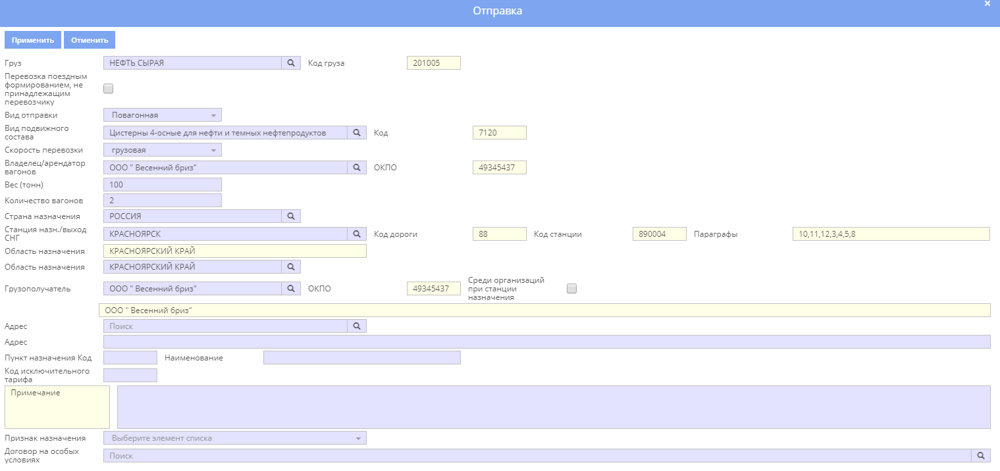 Отправка ×
Применить Отменить
Груз НЕФТЬ СЫРАЯ Код груза 201005
Перевозка поездным
формированием, не
принадлежащим
перевозчику
Вид отправки Повагонная
Вид подвижного
состава Цистерны 4-осные для нефти и темных нефтепродуктов Код 7120
Скорость перевозки грузовая
Владелец/арендатор
вагонов ООО " Весенний бриз" ОКПО 49345437
Вес (тонн) 100
Количество вагонов 2
Страна назначения РОССИЯ
Станция назн./выход
СНГ КРАСНОЯРСК Код дороги 88 Код станции 890004 Параграфы 10,11,12,3,4,5,8
Область назначения КРАСНОЯРСКИЙ КРАЙ
Область назначения КРАСНОЯРСКИЙ КРАЙ
Грузополучатель ООО " Весенний бриз" ОКПО 49345437 Среди организаций
при станции
назначения
ООО " Весенний бриз"
Адрес Поиск
Адрес
Пункт назначения Код Наименование
Код исключительного
тарифа
Примечание
Признак назначения Выберите элемент списка
Договор на особых
условиях Поиск